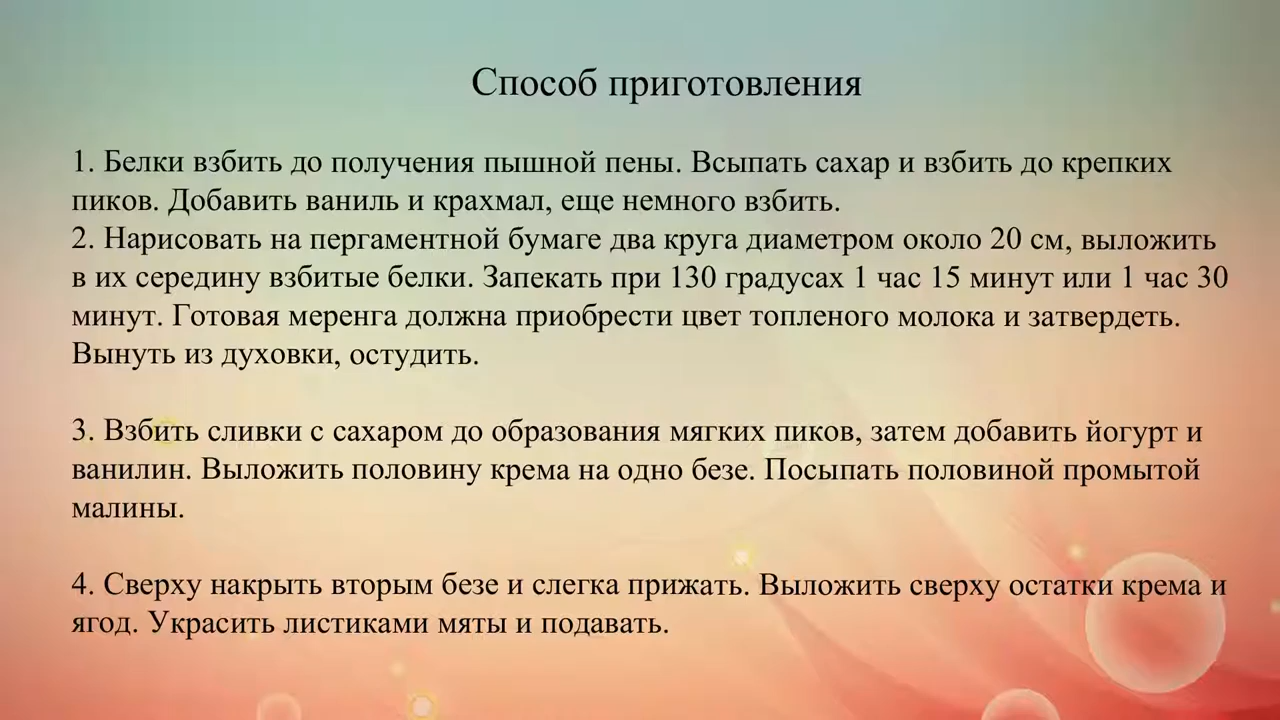 Способ приготовления
1. Белки взбить до получения пышной пены. Всыпать сахар и взбить до крепких
пиков. Добавить ваниль и крахмал, еще немного взбить.
2. Нарисовать на пергаментной бумаге два круга диаметром около 20 см, выложить
в их середину взбитые белки. Запекать при 130 градусах 1 час 15 минут или 1 час 30
минут. Готовая меренга должна приобрести цвет топленого молока и затвердеть.
Вынуть из духовки, остудить.
3. Взбить сливки с сахаром до образования мягких пиков, затем добавить йогурт и
ванилин. Выложить половину крема на одно безе. Посыпать половиной промытой
малины.
4. Сверху накрыть вторым безе и слегка прижать. Выложить сверху остатки крема и
ягод. Украсить листиками мяты и подавать.